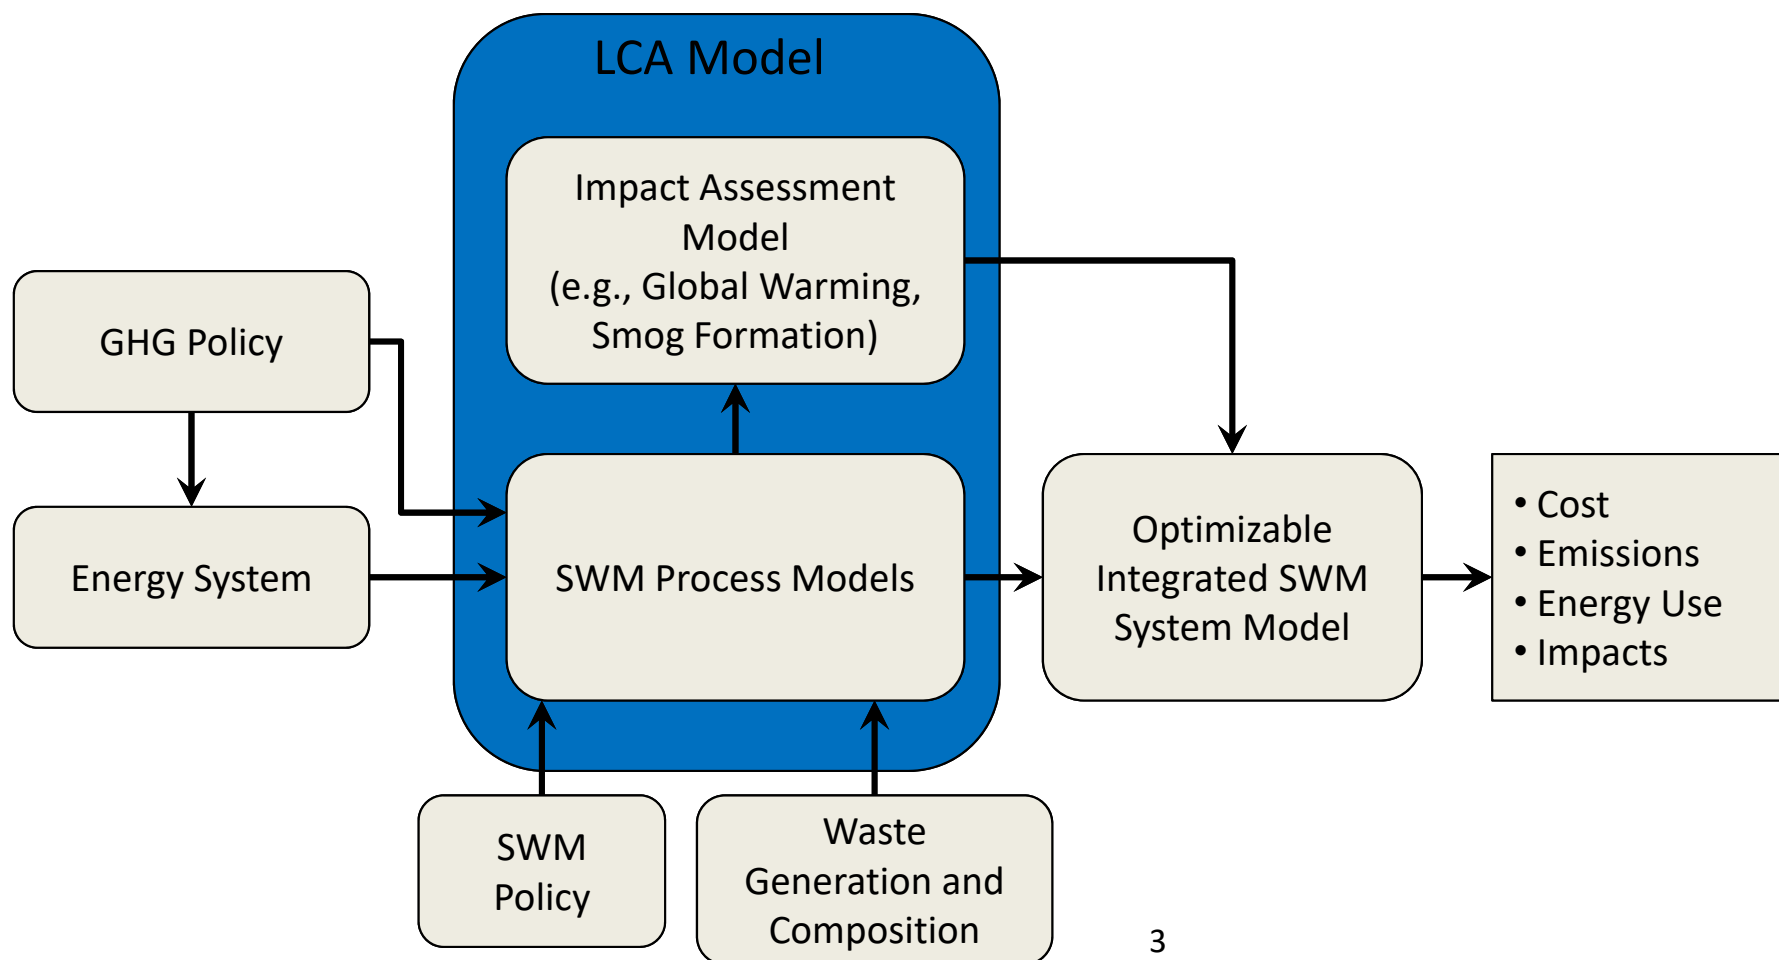 LCA Model
Impact Assessment
Model
(e.g., Global Warming,
Smog Formation)
GHG Policy
Energy System
SWM Process Models
Optimizable
Integrated SWM
System Model
• Cost
• Emissions
• Energy Use
• Impacts
SWM
Policy
Waste
Generation and
Composition
3